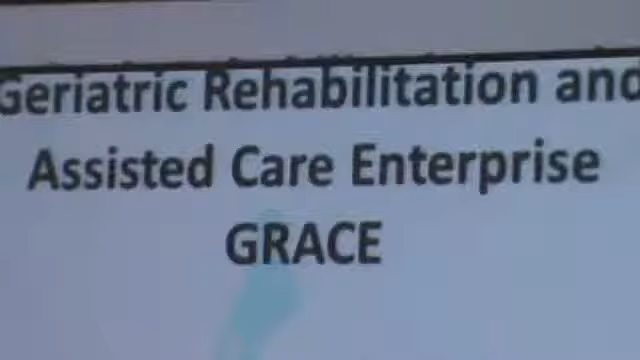 Geriatric Rehabilitation and
Assisted Care Enterprise
GRACE